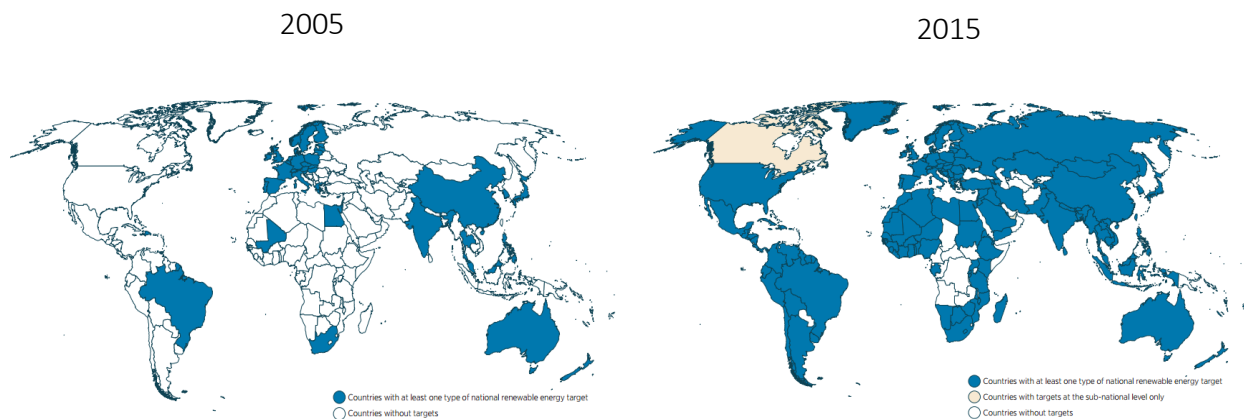 2005
2015
Countries with at least one type of national renewable energy target
Countries without targets
Countries with at least one type of national renewable energy target
Countries with targets at the sub-national level only
Countries without targets